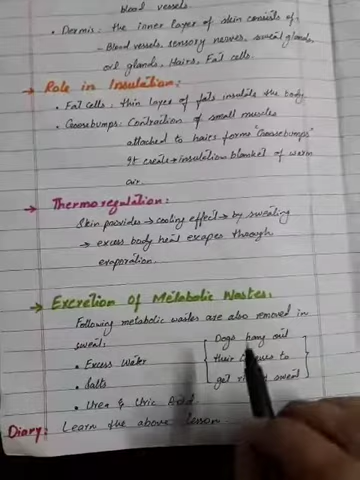 blood vessels
• Dermis: the inner layer of skin consists of
- Blood vessels, sensory nerves, sweat glands,
oil glands, Hairs, Fat cells.
→ Role in Insulation:
• Fat Cells: thin layer of fats insulate the body
• Goosebumps: Contraction of small muscles
attached to hairs forms "Goosebumps"
It creates → insulation blanket of warm
air.
→ Thermoregulation:
Skin provides → cooling effect → by sweating
→ excess body heat escapes through
evaporation.
→ Excretion of Metabolic Wastes.
Following metabolic wastes are also removed in
sweat:
• Excess Water
• Salts
• Urea & Uric Acid
[Dogs hang out
their to
get sweat]
Diary: Learn the above lesson